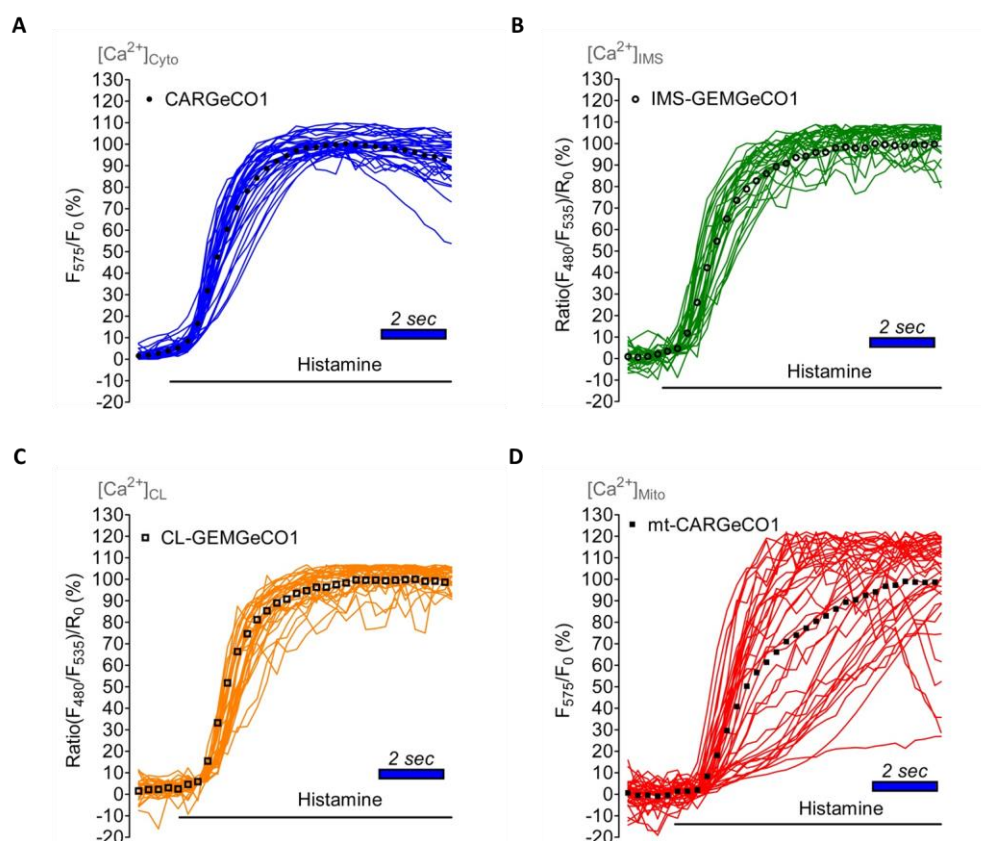 A
[Ca²⁺]Cyto
130
120
110
100
90
80
70
60
50
40
30
20
10
0
-10
-20
F₅₇₅/F₀ (%)
CARGeCO1
2 sec
Histamine
B
[Ca²⁺]IMS
130
120
110
100
90
80
70
60
50
40
30
20
10
0
-10
-20
Ratio(F₄₈₀/F₅₃₅)/R₀ (%)
IMS-GEMGeCO1
2 sec
Histamine
C
[Ca²⁺]CL
130
120
110
100
90
80
70
60
50
40
30
20
10
0
-10
-20
Ratio(F₄₈₀/F₅₃₅)/R₀ (%)
CL-GEMGeCO1
2 sec
Histamine
D
[Ca²⁺]Mito
130
120
110
100
90
80
70
60
50
40
30
20
10
0
-10
-20
F₅₇₅/F₀ (%)
mt-CARGeCO1
2 sec
Histamine